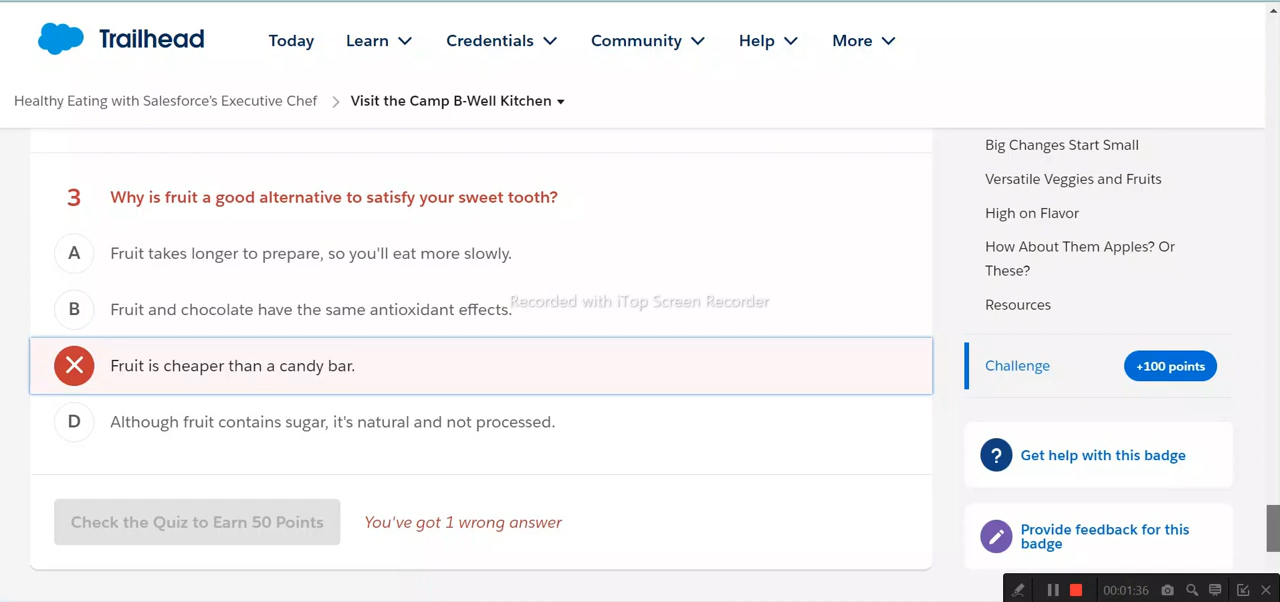 Trailhead
Today Learn Credentials Community Help More
Healthy Eating with Salesforce's Executive Chef > Visit the Camp B-Well Kitchen
3 Why is fruit a good alternative to satisfy your sweet tooth?
A Fruit takes longer to prepare, so you'll eat more slowly.
B Fruit and chocolate have the same antioxidant effects.
Recorded with iTop Screen Recorder
Fruit is cheaper than a candy bar.
D Although fruit contains sugar, it's natural and not processed.
Check the Quiz to Earn 50 Points You've got 1 wrong answer
Big Changes Start Small
Versatile Veggies and Fruits
High on Flavor
How About Them Apples? Or
These?
Resources
Challenge +100 points
? Get help with this badge
Provide feedback for this
badge
00:01:36